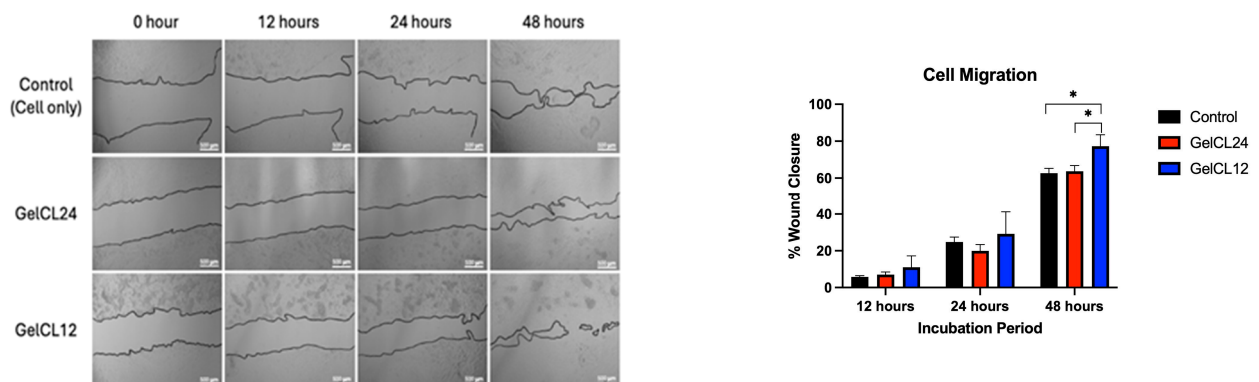 0 hour 12 hours 24 hours 48 hours
Control
(Cell only)
GelCL24
GelCL12
Cell Migration
100
80
60
40
20
0
% Wound Closure
* 
*
12 hours 24 hours 48 hours
Incubation Period
Control
GelCL24
GelCL12